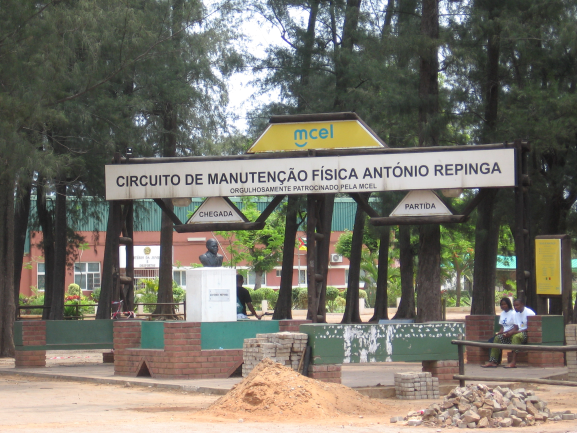 mcel
CIRCUITO DE MANUTENÇÃO FÍSICA ANTÓNIO REPINGA
ORGULHOSAMENTE PATROCINADO PELA MCEL
CHEGADA
PARTIDA